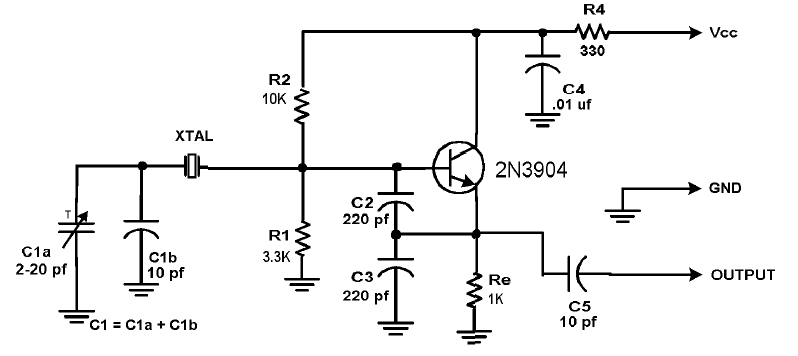 R4
330
Vcc
C4
.01 uf
R2
10K
XTAL
2N3904
T
C1a
2-20 pf
C1b
10 pf
R1
3.3K
C2
220 pf
C3
220 pf
Re
1K
GND
OUTPUT
C5
10 pf
C1 = C1a + C1b